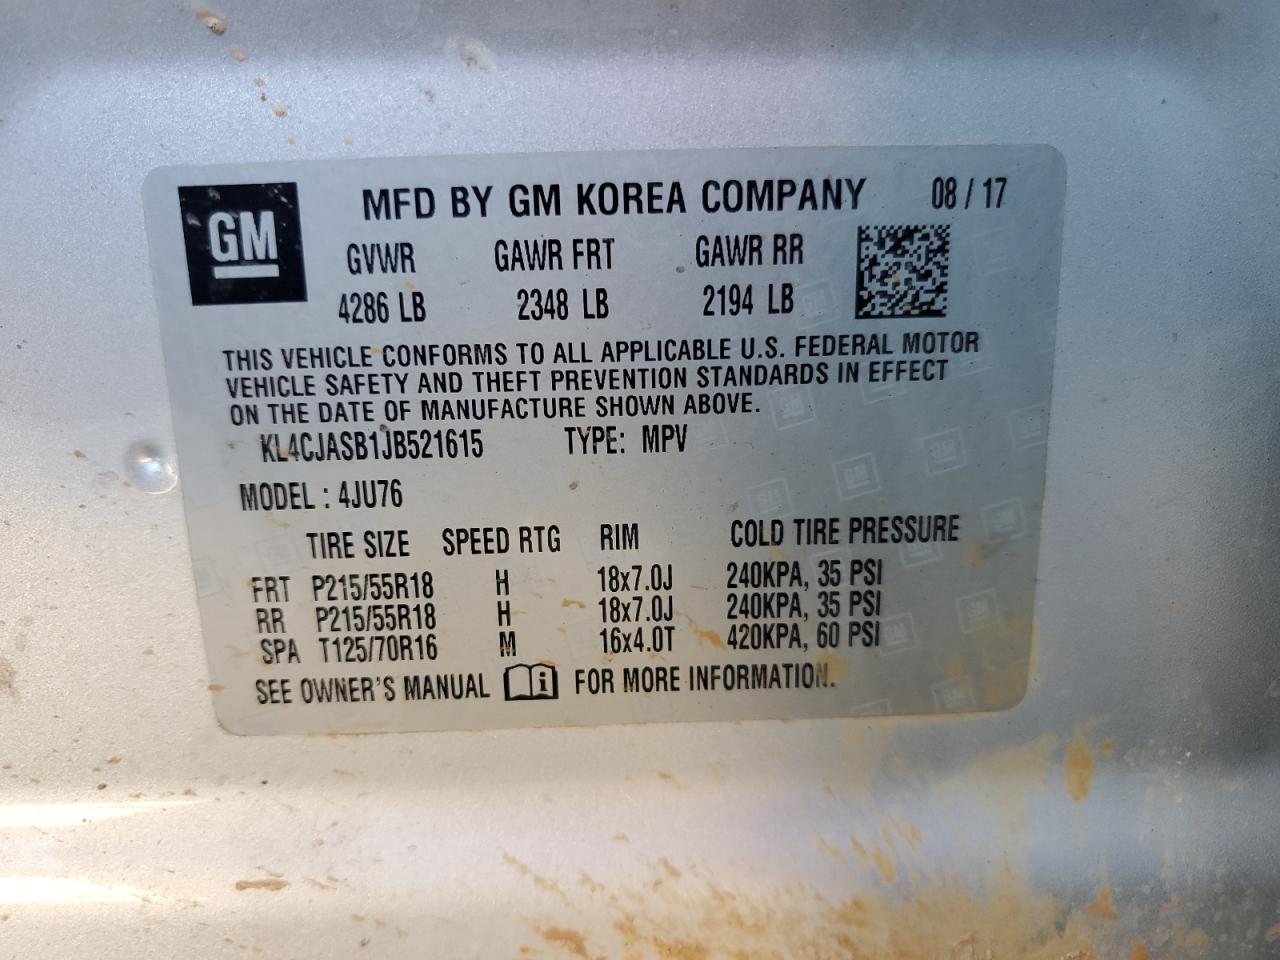 GM
MFD BY GM KOREA COMPANY 08 / 17
GVWR GAWR FRT GAWR RR
4286 LB 2348 LB 2194 LB
THIS VEHICLE CONFORMS TO ALL APPLICABLE U.S. FEDERAL MOTOR
VEHICLE SAFETY AND THEFT PREVENTION STANDARDS IN EFFECT
ON THE DATE OF MANUFACTURE SHOWN ABOVE.
KL4CJASB1JB521615 TYPE: MPV
MODEL : 4JU76
TIRE SIZE SPEED RTG RIM COLD TIRE PRESSURE
FRT P215/55R18 H 18x7.0J 240KPA, 35 PSI
RR P215/55R18 H 18x7.0J 240KPA, 35 PSI
SPA T125/70R16 M 16x4.0T 420KPA, 60 PSI
SEE OWNER'S MANUAL i FOR MORE INFORMATION.